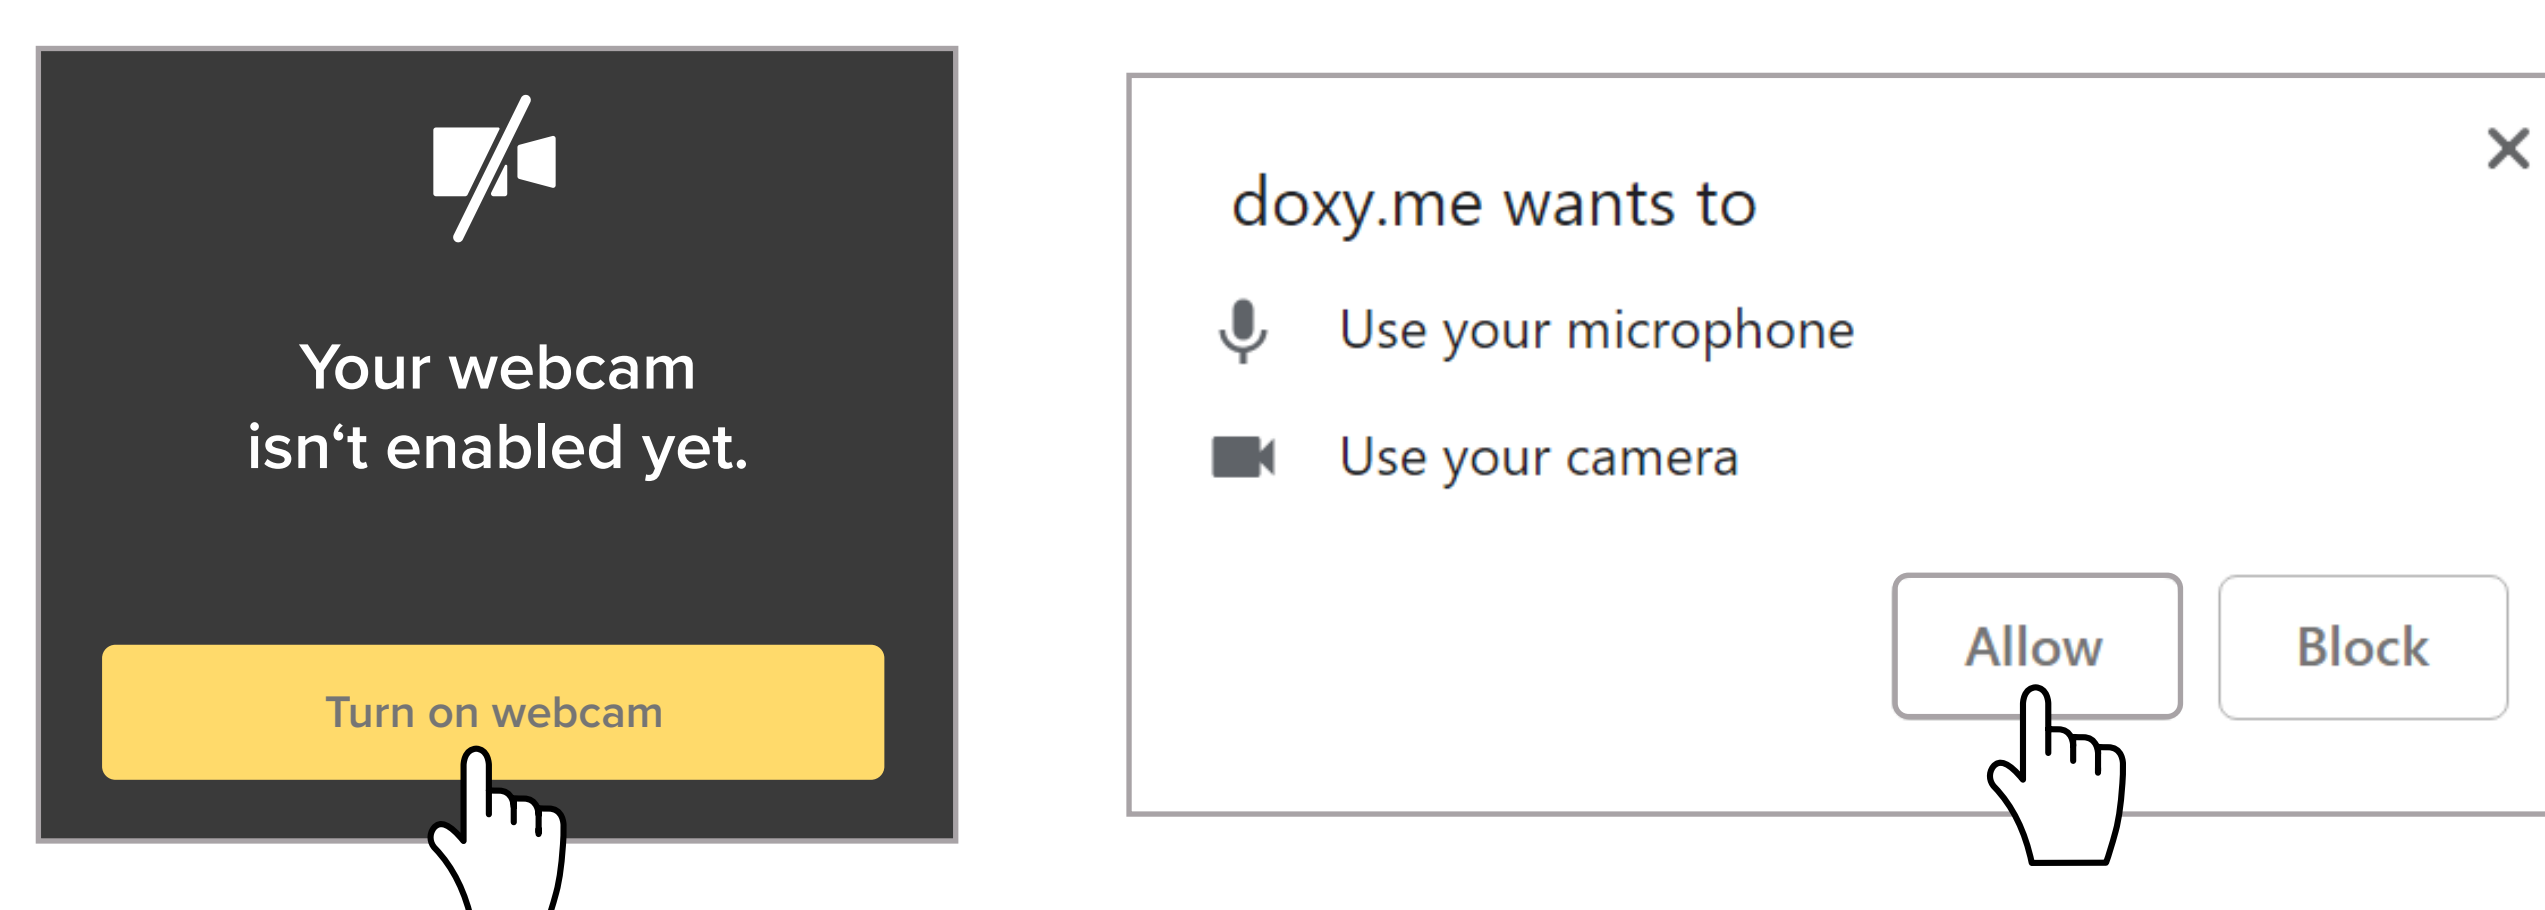 Your webcam
isn‘t enabled yet.
Turn on webcam
doxy.me wants to
Use your microphone
Use your camera
Allow
Block